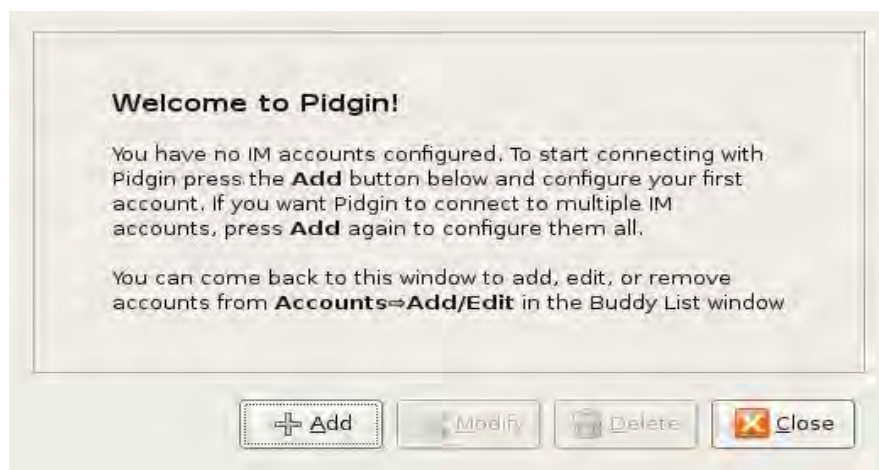 Welcome to Pidgin!
You have no IM accounts configured. To start connecting with
Pidgin press the Add button below and configure your first
account. If you want Pidgin to connect to multiple IM
accounts, press Add again to configure them all.
You can come back to this window to add, edit, or remove
accounts from Accounts⇨Add/Edit in the Buddy List window
Add Modify Delete Close